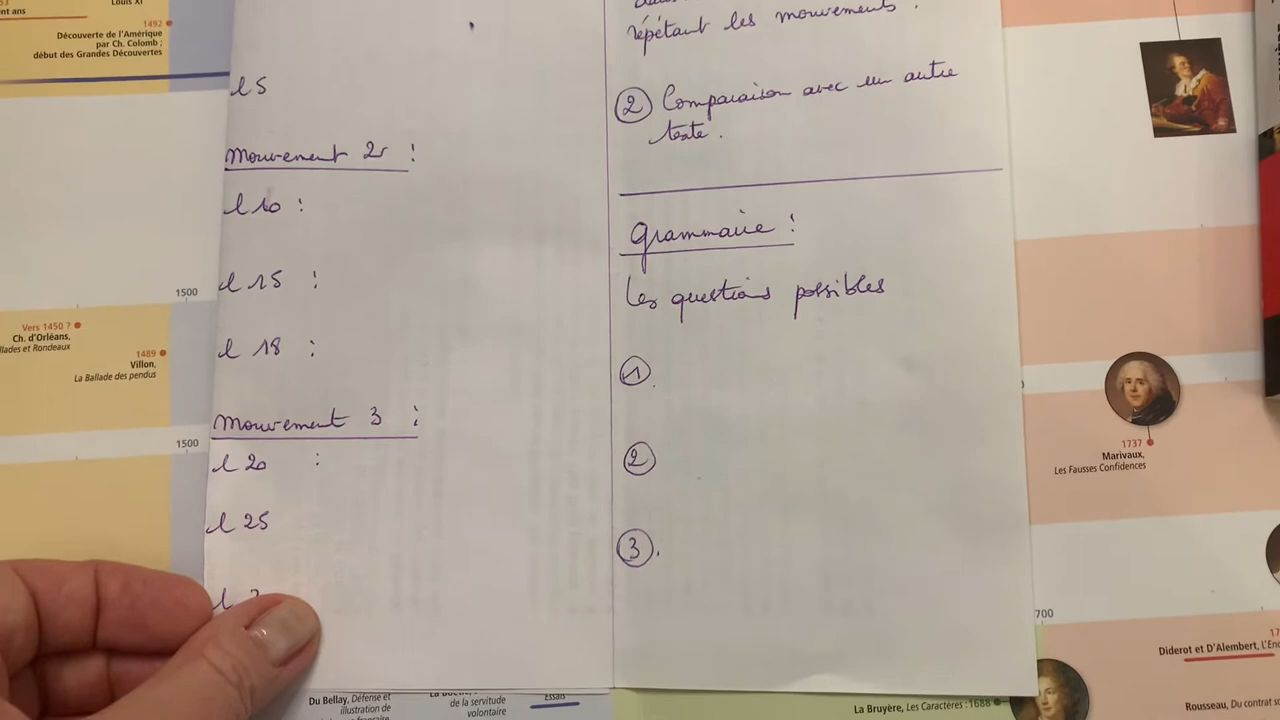 Louis XI
ent ans
1492
Découverte de l'Amérique
par Ch. Colomb ;
début des Grandes Découvertes
1500
Vers 1450 ?
Ch. d'Orléans,
llades et Rondeaux
1489
Villon,
La Ballade des pendus
1500
l 5
Mouvement 2 :
l 10 :
l 15 :
l 18 :
Mouvement 3 :
l 20 :
l 25
l
répétant les mouvements.
2 Comparaison avec un autre
texte.
Grammaire :
Les questions possibles
1.
2
3.
1737
Marivaux,
Les Fausses Confidences
700
Diderot et D'Alembert, L'Enc
Rousseau, Du contrat s
La Bruyère, Les Caractères : 1688
Du Bellay, Défense et
illustration de
de la servitude
volontaire
Essais